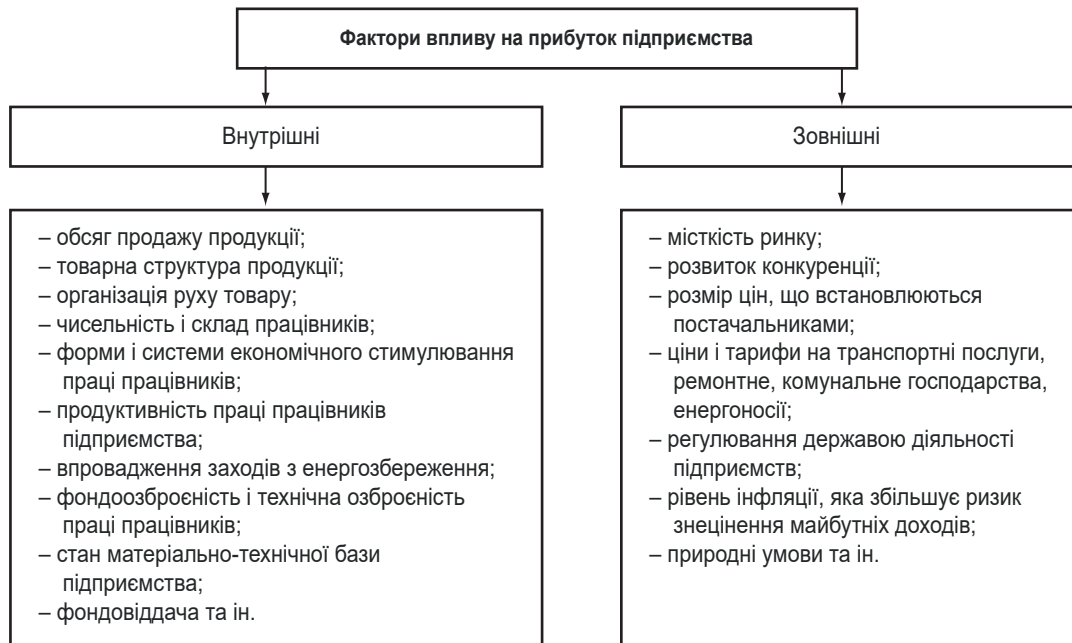 Фактори впливу на прибуток підприємства
Внутрішні
– обсяг продажу продукції;
– товарна структура продукції;
– організація руху товару;
– чисельність і склад працівників;
– форми і системи економічного стимулювання
праці працівників;
– продуктивність праці працівників
підприємства;
– впровадження заходів з енергозбереження;
– фондоозброєність і технічна озброєність
праці працівників;
– стан матеріально-технічної бази
підприємства;
– фондовіддача та ін.
Зовнішні
– місткість ринку;
– розвиток конкуренції;
– розмір цін, що встановлюються
постачальниками;
– ціни і тарифи на транспортні послуги,
ремонтне, комунальне господарства,
енергоносії;
– регулювання державою діяльності
підприємств;
– рівень інфляції, яка збільшує ризик
знецінення майбутніх доходів;
– природні умови та ін.